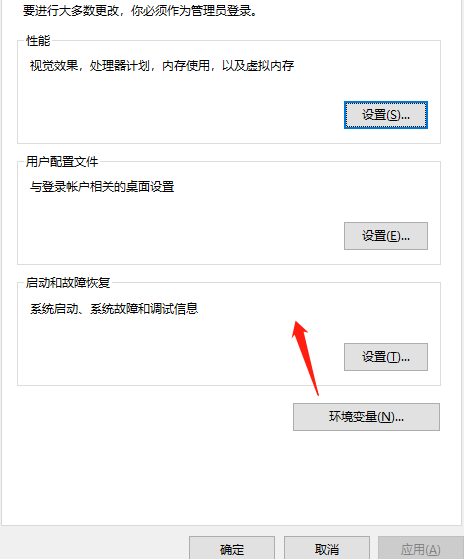 要进行大多数更改，你必须作为管理员登录。
性能
视觉效果，处理器计划，内存使用，以及虚拟内存
设置(S)...
用户配置文件
与登录帐户相关的桌面设置
设置(E)...
启动和故障恢复
系统启动、系统故障和调试信息
设置(T)...
环境变量(N)...
确定
取消
应用(A)